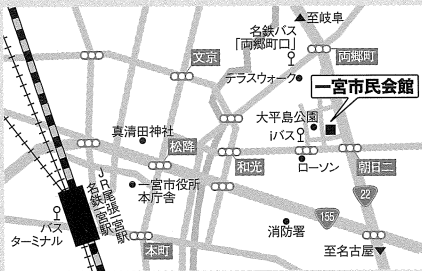 至岐阜
名鉄バス
「両郷町口」
両郷町
文京
テラスウォーク
一宮市民会館
大平島公園
iバス
真清田神社
松降
和光
ローソン
朝日二
JR尾張一宮駅
名鉄一宮駅
一宮市役所
本庁舎
22
155
バス
ターミナル
消防署
本町
至名古屋